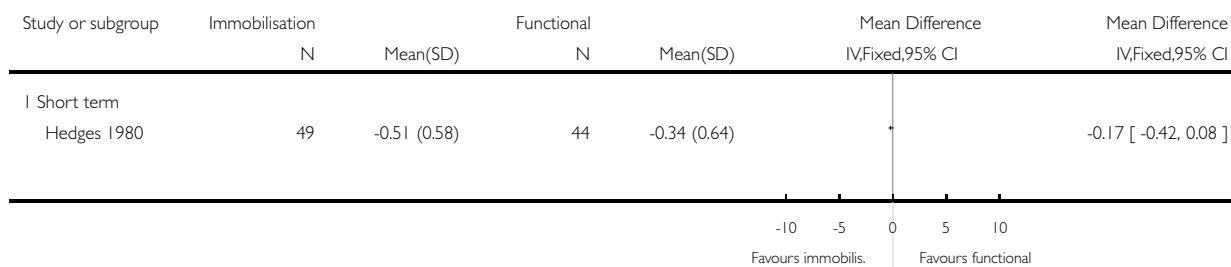 Study or subgroup Immobilisation Functional Mean Difference Mean Difference
N Mean(SD) N Mean(SD) IV,Fixed,95% CI IV,Fixed,95% CI
1 Short term
Hedges 1980 49 -0.51 (0.58) 44 -0.34 (0.64) -0.17 [ -0.42, 0.08 ]
-10 -5 0 5 10
Favours immobilis. Favours functional